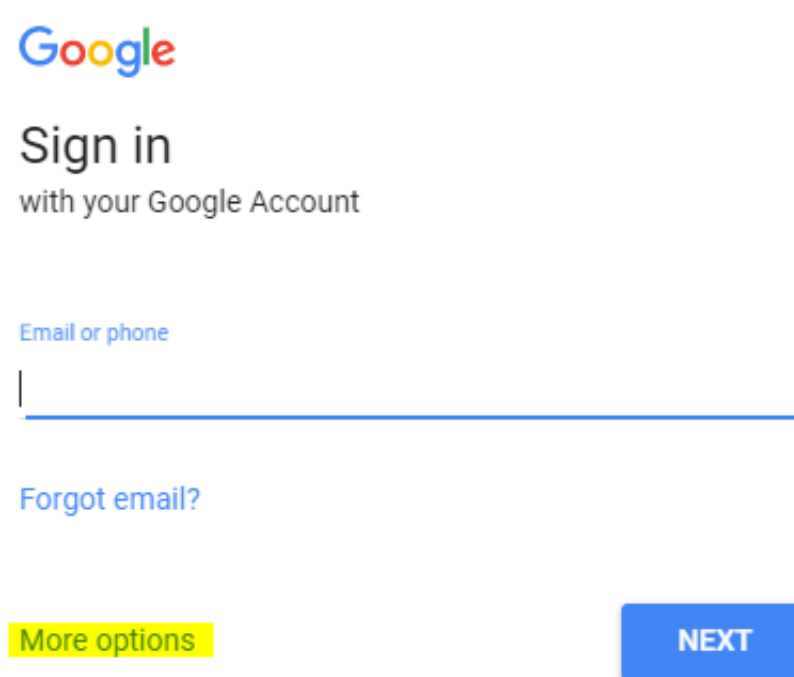 Google
Sign in
with your Google Account
Email or phone
Forgot email?
More options
NEXT